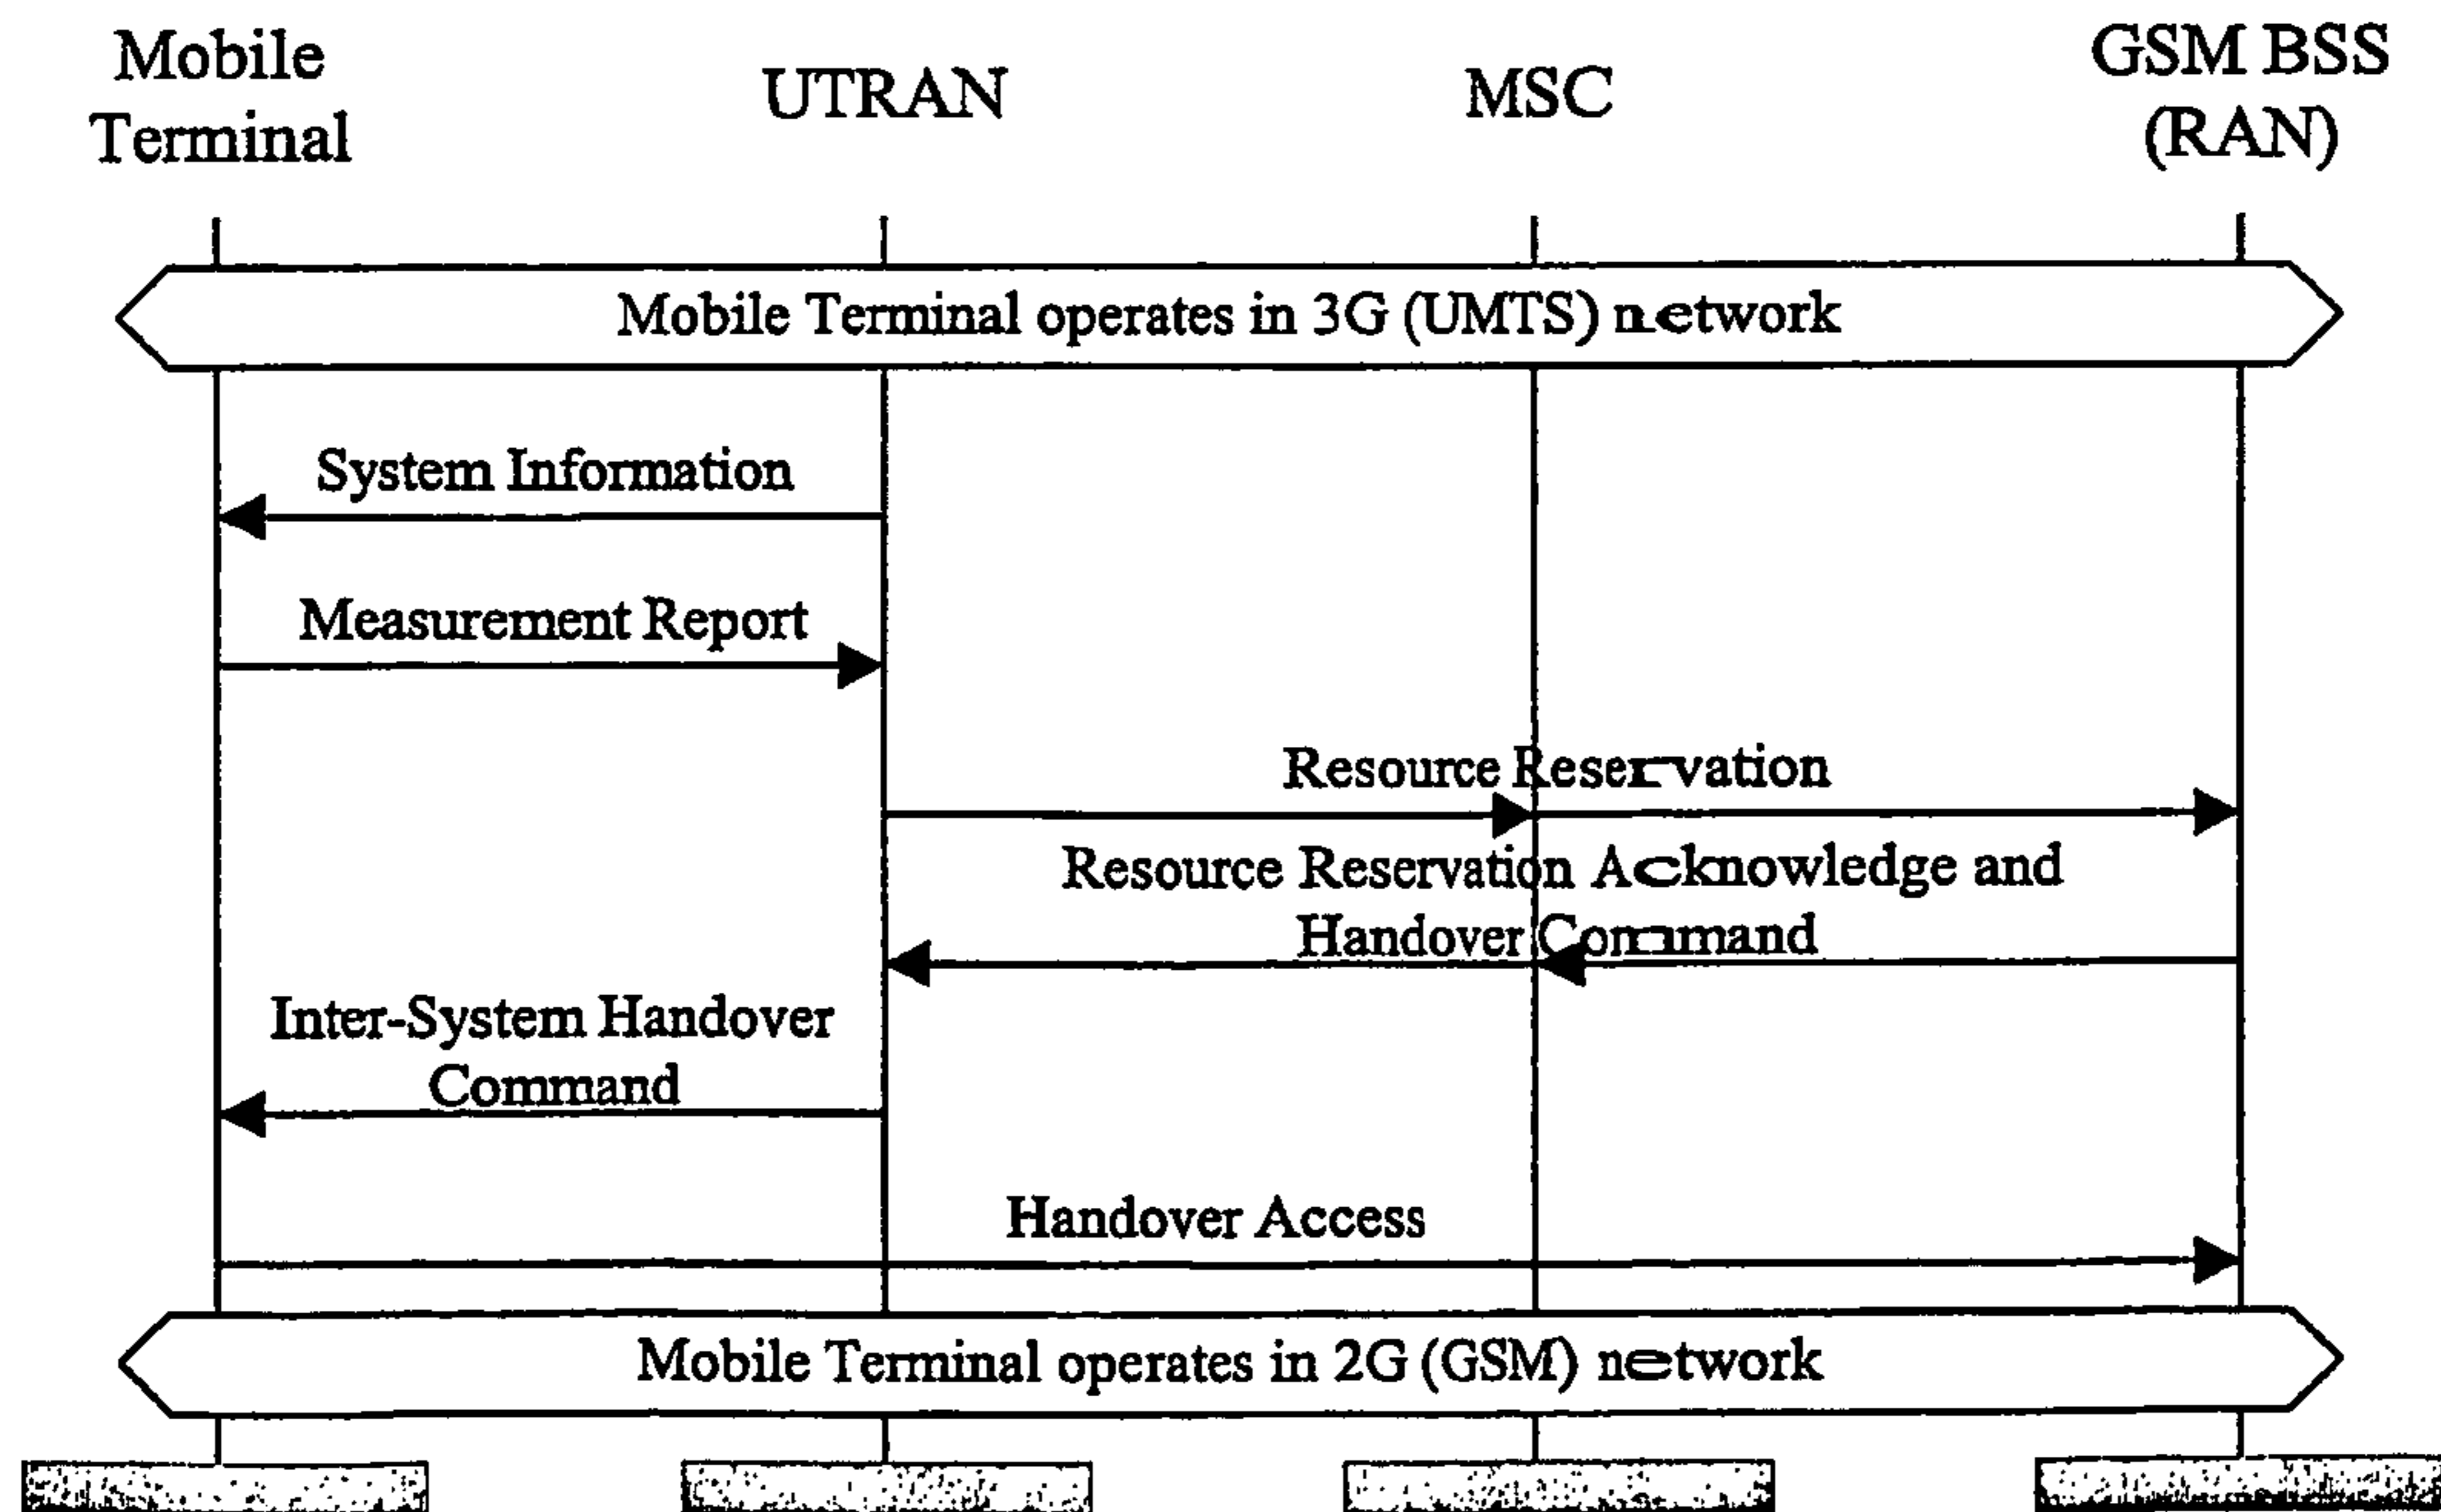 Mobile
Terminal
UTRAN
MSC
GSM BSS
(RAN)
Mobile Terminal operates in 3G (UMTS) network
System Information
Measurement Report
Resource Reservation
Resource Reservation Acknowledge and
Handover Command
Inter-System Handover
Command
Handover Access
Mobile Terminal operates in 2G (GSM) network